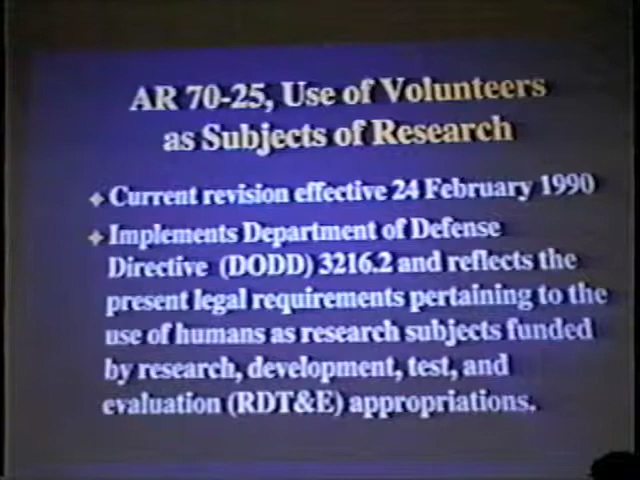 AR 70-25, Use of Volunteers
as Subjects of Research
❖ Current revision effective 24 February 1990
❖ Implements Department of Defense
Directive (DODD) 3216.2 and reflects the
present legal requirements pertaining to the
use of humans as research subjects funded
by research, development, test, and
evaluation (RDT&E) appropriations.